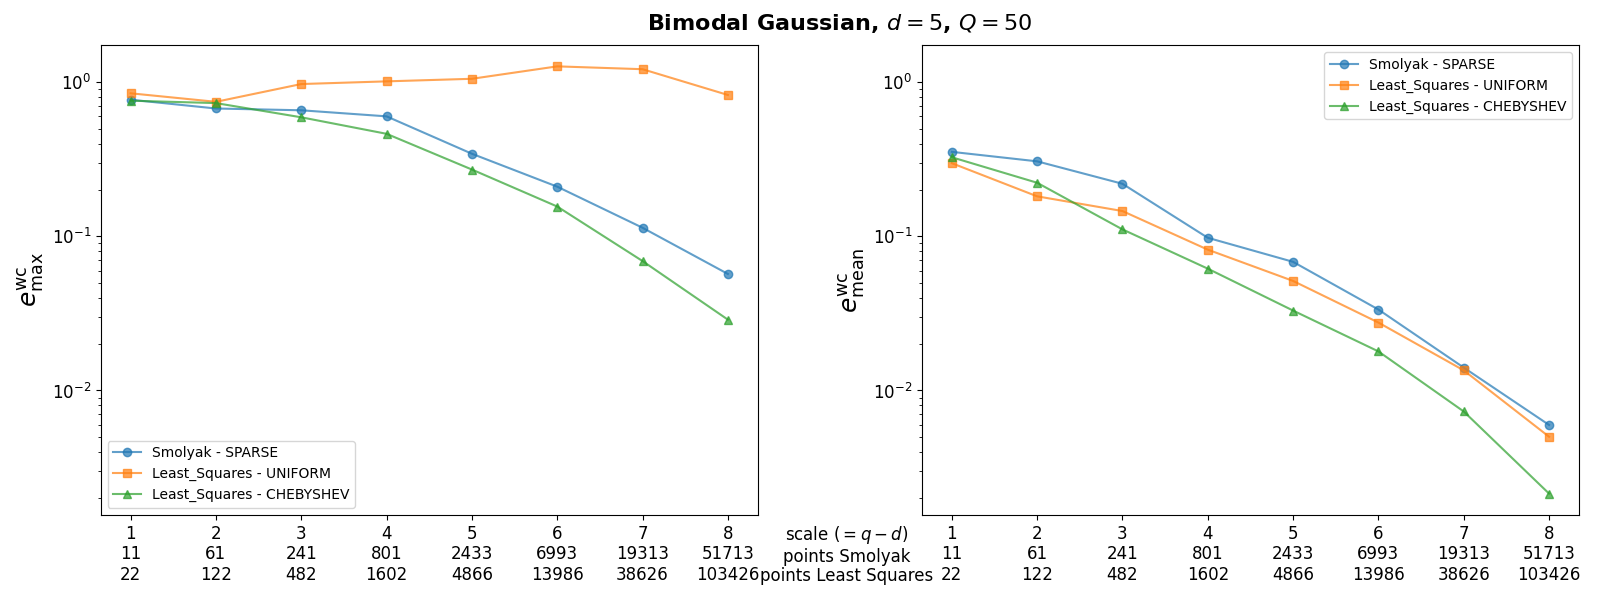 Bimodal Gaussian, d = 5, Q = 50
10⁰
10⁻¹
10⁻²
e^wc_max
Smolyak - SPARSE
Least_Squares - UNIFORM
Least_Squares - CHEBYSHEV
1 2 3 4 5 6 7 8
11 61 241 801 2433 6993 19313 51713
22 122 482 1602 4866 13986 38626 103426
scale (= q − d)
points Smolyak
points Least Squares
10⁰
10⁻¹
10⁻²
e^wc_mean
Smolyak - SPARSE
Least_Squares - UNIFORM
Least_Squares - CHEBYSHEV
1 2 3 4 5 6 7 8
11 61 241 801 2433 6993 19313 51713
22 122 482 1602 4866 13986 38626 103426